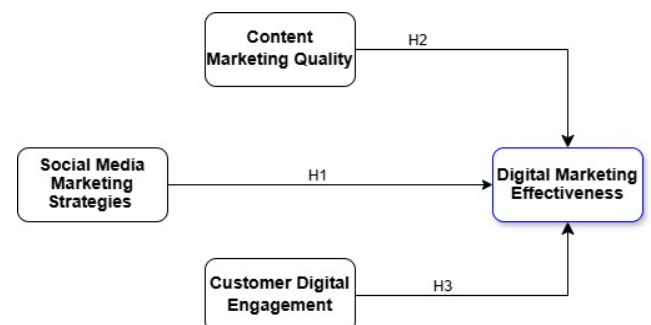 Content
Marketing Quality
H2
Social Media
Marketing
Strategies
H1
Digital Marketing
Effectiveness
Customer Digital
Engagement
H3